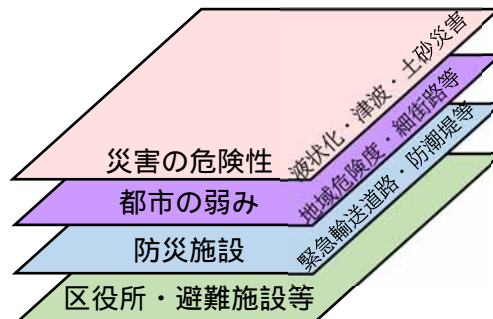 災害の危険性
液状化・津波・土砂災害
都市の弱み
地域危険度・細街路等
防災施設
緊急輸送道路・防潮堤等
区役所・避難施設等